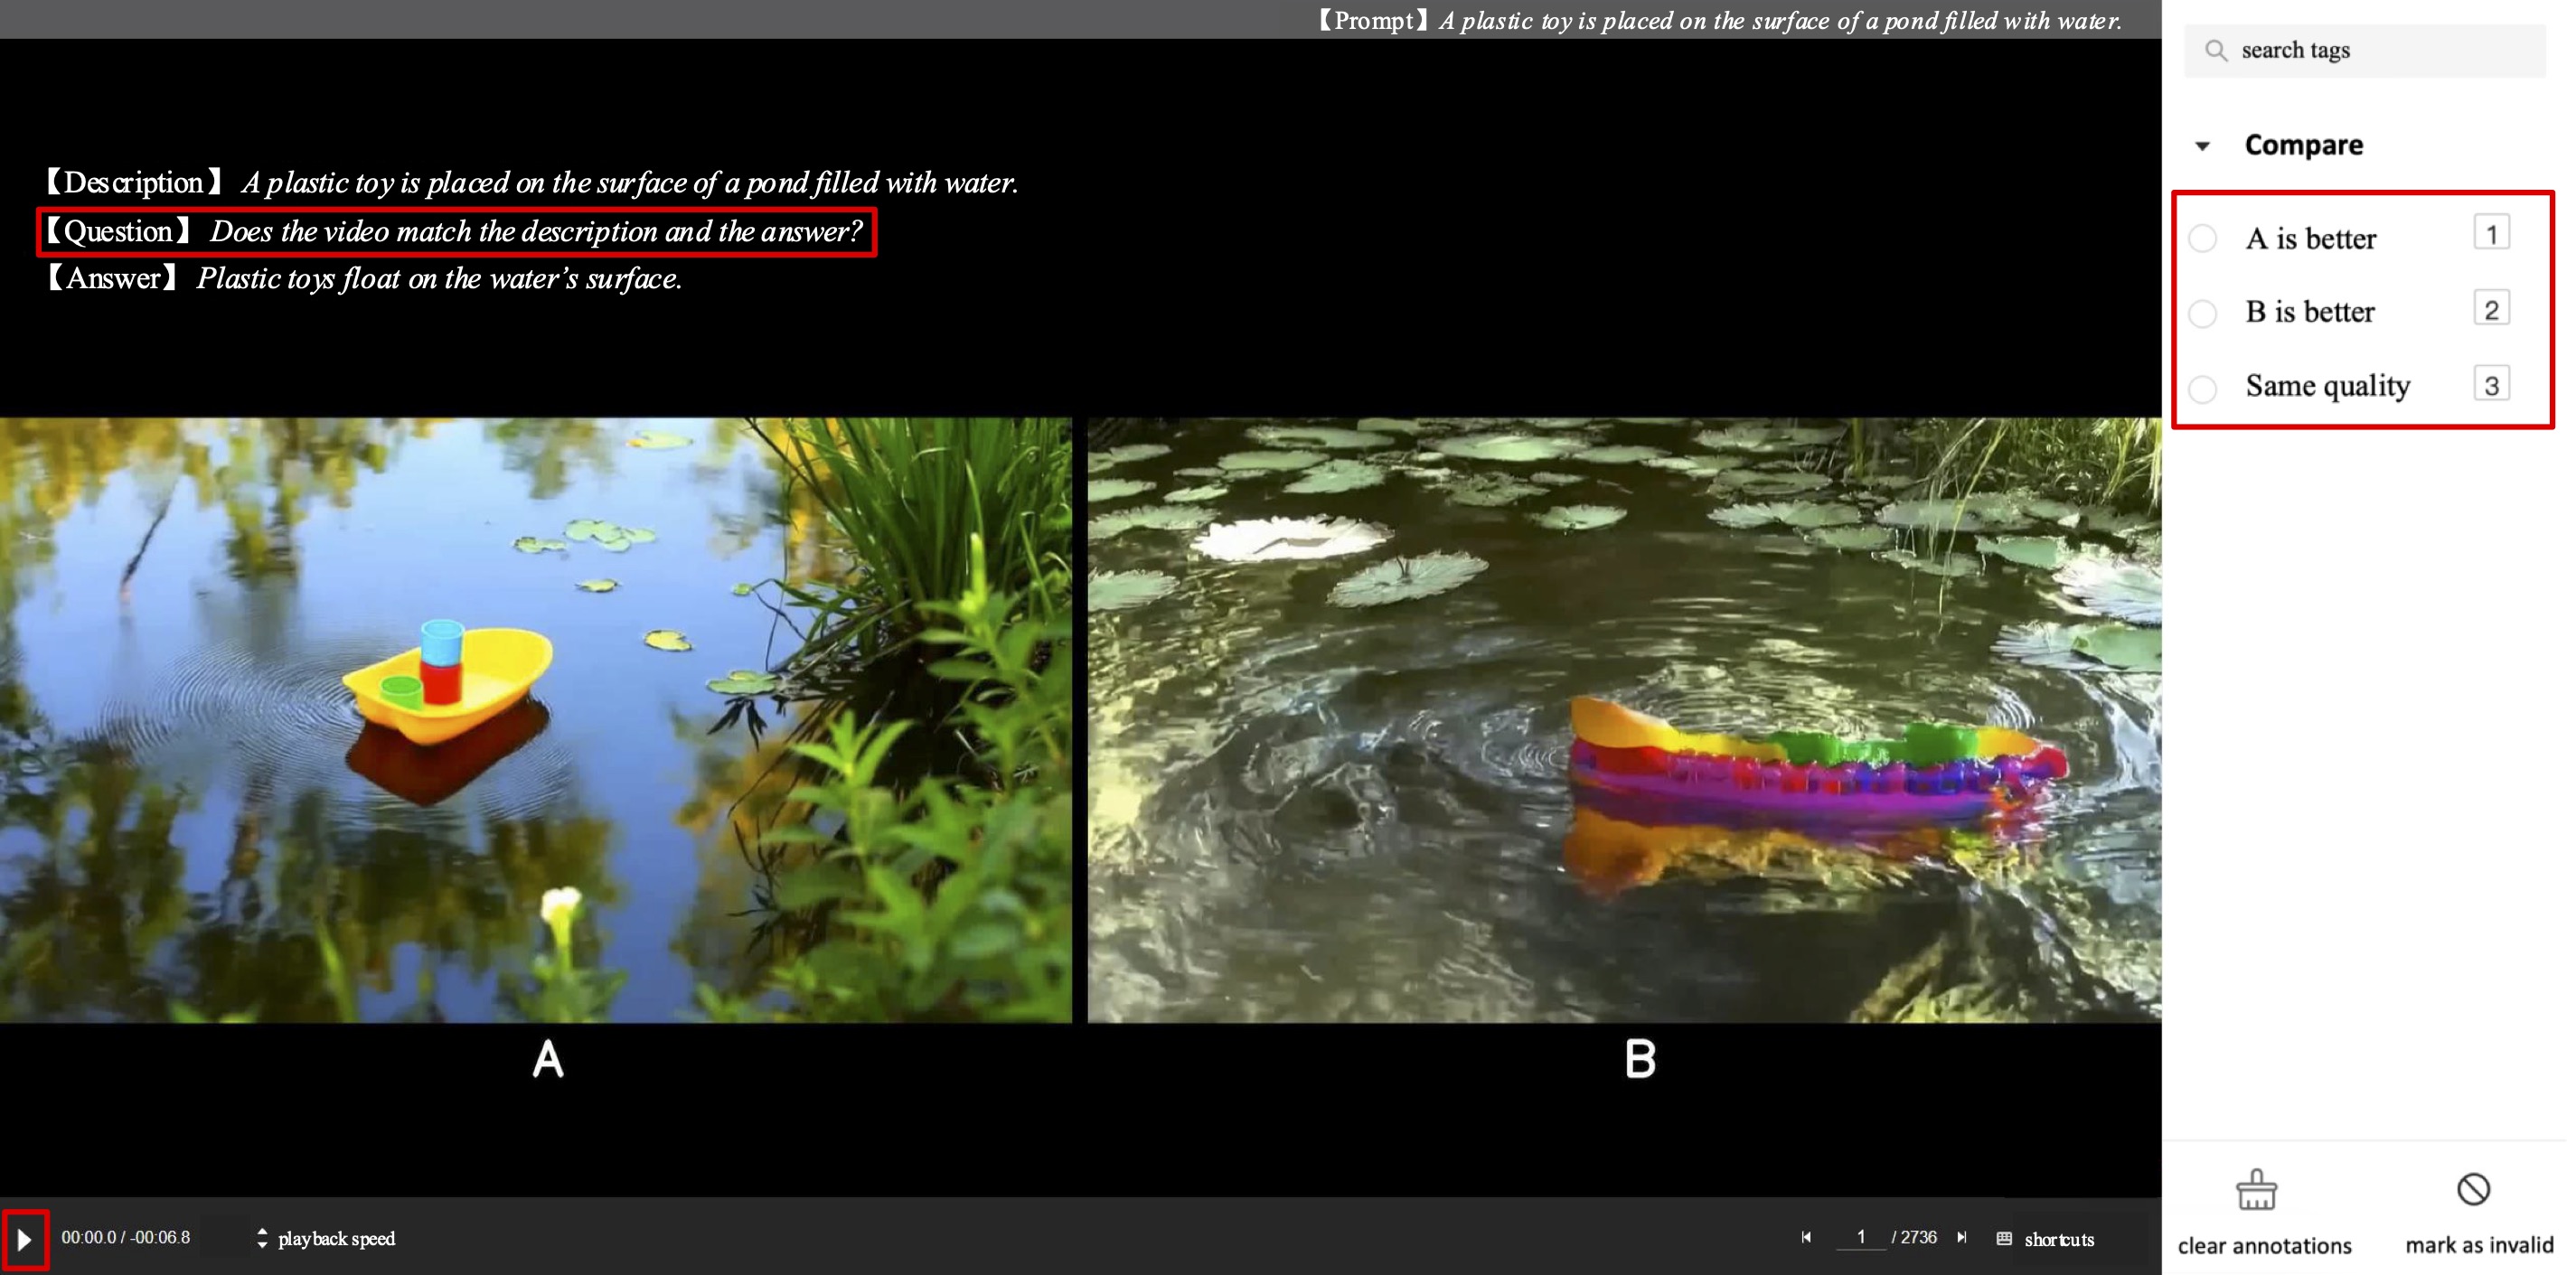 【Prompt】A plastic toy is placed on the surface of a pond filled with water.
search tags
Compare
【Description】 A plastic toy is placed on the surface of a pond filled with water.
【Question】 Does the video match the description and the answer?
【Answer】 Plastic toys float on the water’s surface.
A is better 1
B is better 2
Same quality 3
A
B
00:00.0 / -00:06.8
playback speed
1 / 2736
shortcuts
clear annotations
mark as invalid